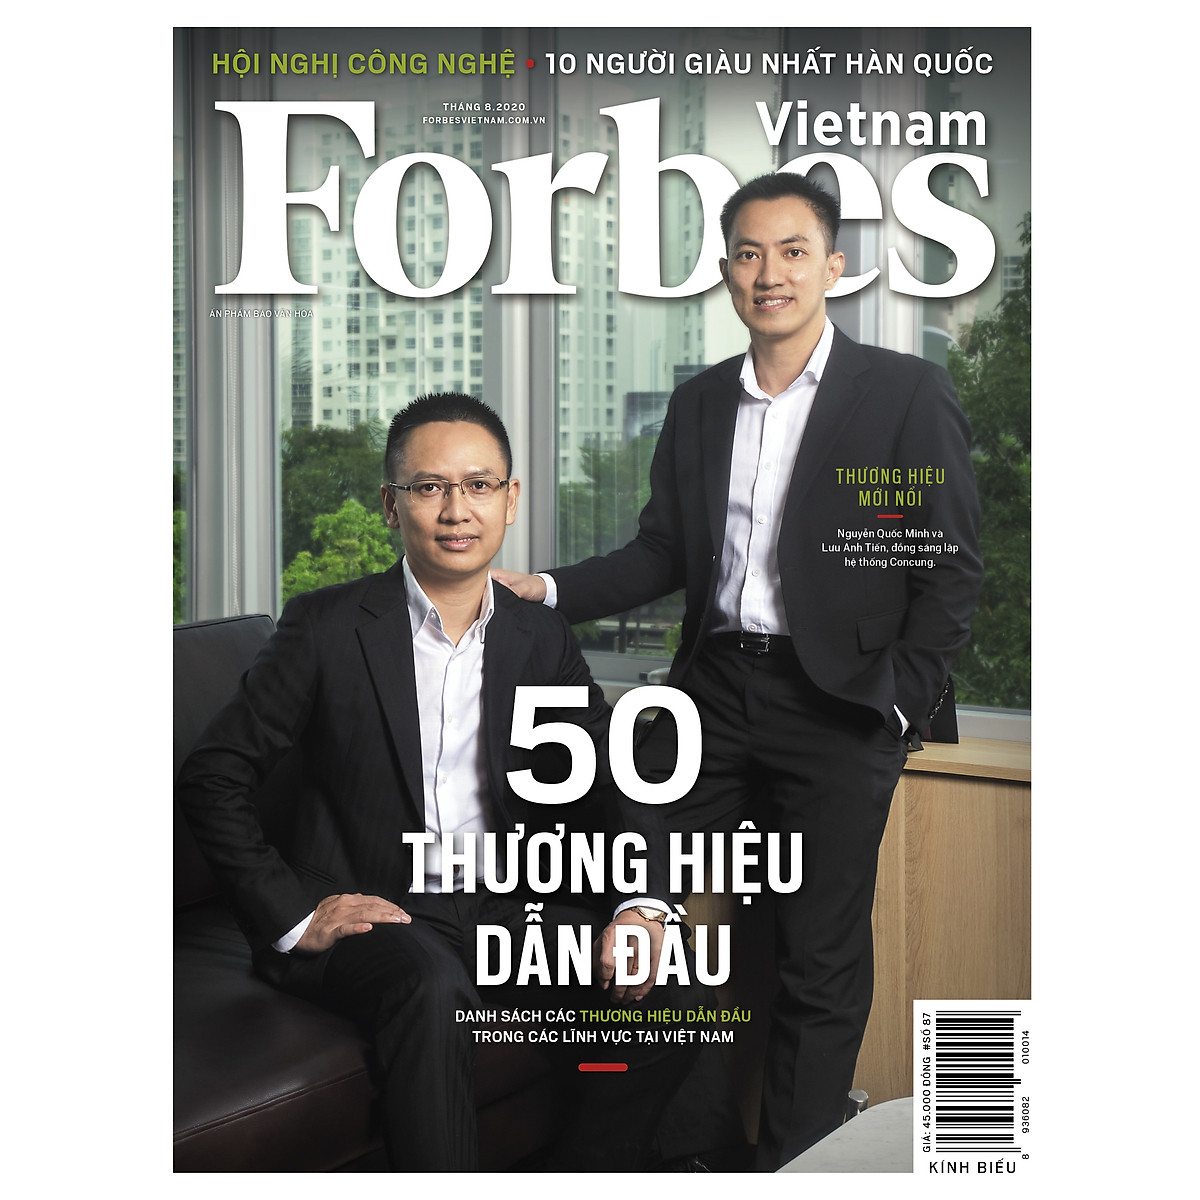 HỘI NGHỊ CÔNG NGHỆ • 10 NGƯỜI GIÀU NHẤT HÀN QUỐC
THÁNG 8.2020
FORBESVIETNAM.COM.VN
Vietnam
Forbes
ẤN PHẨM BÁO VĂN HÓA
THƯƠNG HIỆU
MỚI NỔI
Nguyễn Quốc Minh và
Lưu Anh Tiến, đồng sáng lập
hệ thống Concung.
50
THƯƠNG HIỆU
DẪN ĐẦU
DANH SÁCH CÁC THƯƠNG HIỆU DẪN ĐẦU
TRONG CÁC LĨNH VỰC TẠI VIỆT NAM
GIÁ: 45.000 ĐỒNG #SỐ 87
8 936082 010014
KÍNH BIẾU